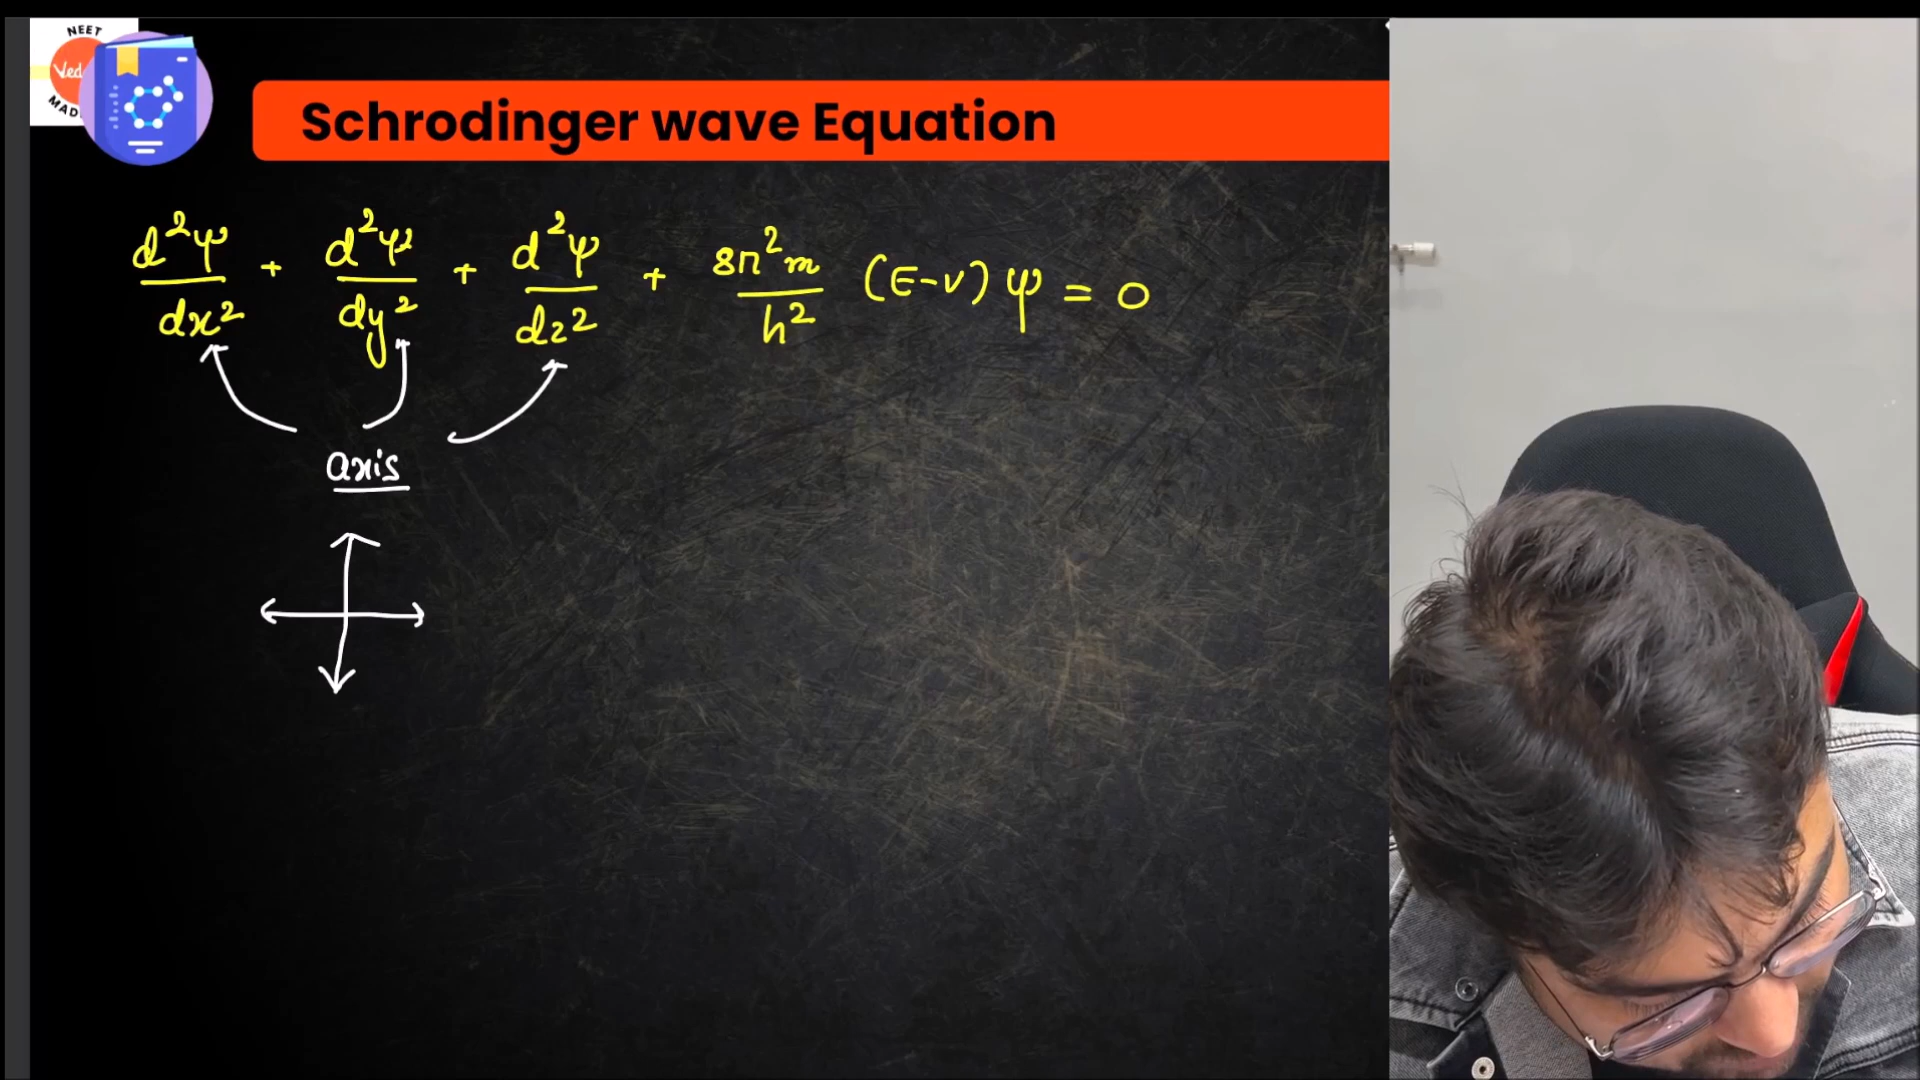 NEET
Ved
MAD
Schrodinger wave Equation
d²ψ/dx² + d²ψ/dy² + d²ψ/dz² + 8π²m/h² (E-V) ψ = 0
axis